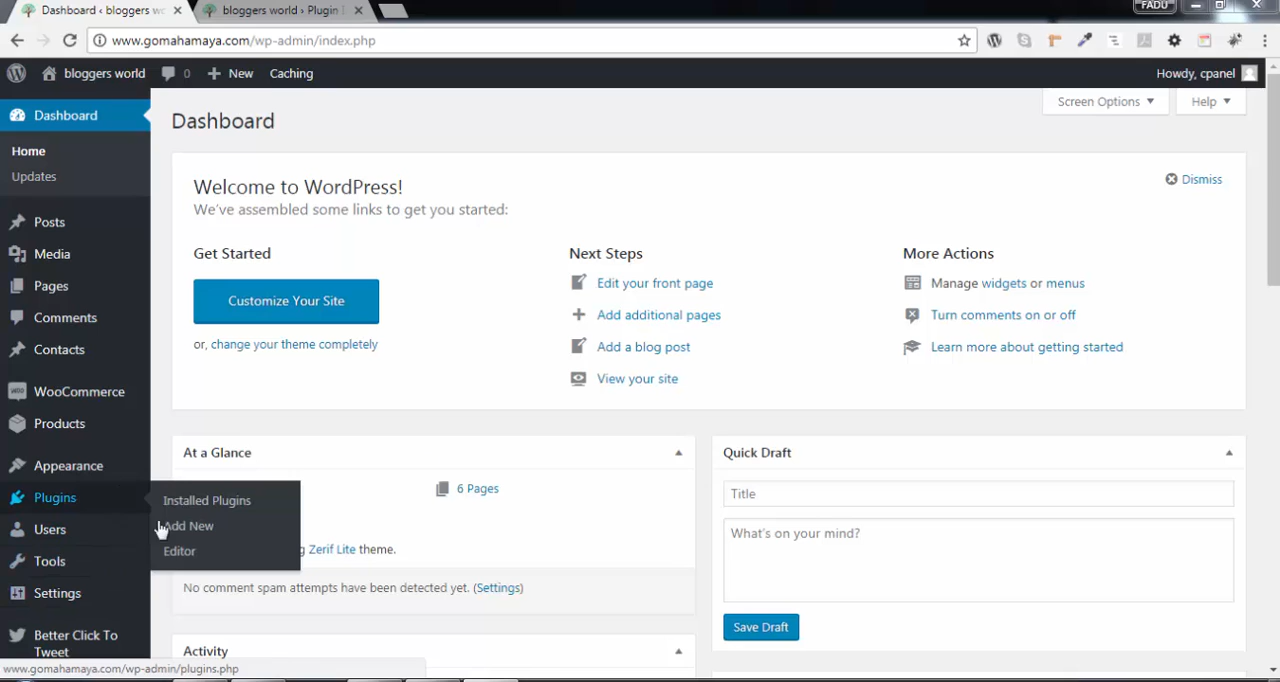 Dashboard ‹ bloggers wo
bloggers world › Plugin
FADU
www.gomahamaya.com/wp-admin/index.php
bloggers world
0
New
Caching
Howdy, cpanel
Dashboard
Home
Updates
Posts
Media
Pages
Comments
Contacts
WooCommerce
Products
Appearance
Plugins
Users
Tools
Settings
Better Click To
Tweet
Installed Plugins
Add New
Editor
Dashboard
Screen Options
Help
Welcome to WordPress!
Dismiss
We've assembled some links to get you started:
Get Started
Customize Your Site
or, change your theme completely
Next Steps
Edit your front page
Add additional pages
Add a blog post
View your site
More Actions
Manage widgets or menus
Turn comments on or off
Learn more about getting started
At a Glance
6 Pages
Zerif Lite theme.
No comment spam attempts have been detected yet. (Settings)
Activity
Quick Draft
Title
What's on your mind?
Save Draft
www.gomahamaya.com/wp-admin/plugins.php